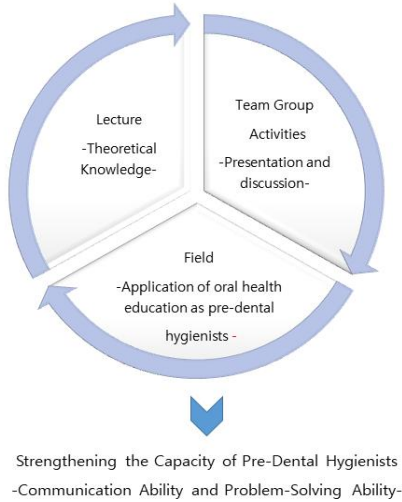 Lecture
-Theoretical
Knowledge-
Team Group
Activities
-Presentation and
discussion-
Field
-Application of oral health
education as pre-dental
hygienists -
Strengthening the Capacity of Pre-Dental Hygienists
-Communication Ability and Problem-Solving Ability-